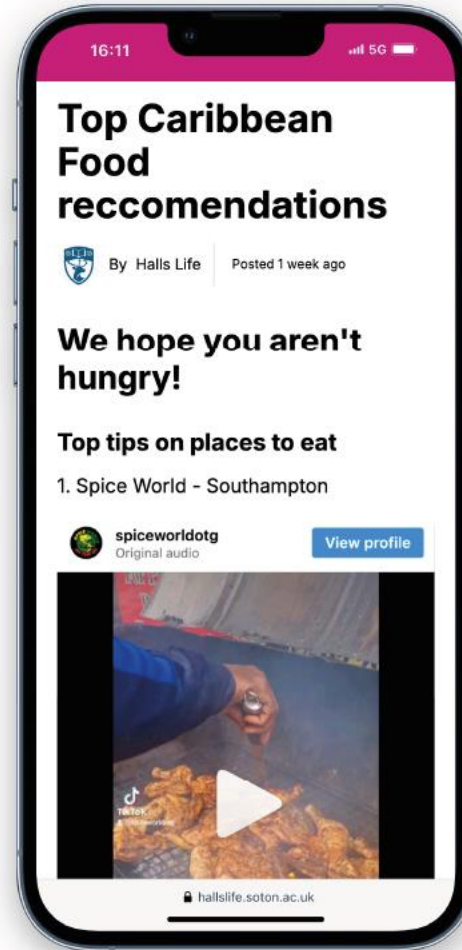 16:11
5G
Top Caribbean
Food
reccomendations
By Halls Life
Posted 1 week ago
We hope you aren't
hungry!
Top tips on places to eat
1. Spice World - Southampton
spiceworldotg
Original audio
View profile
TikTok
hallslife.soton.ac.uk